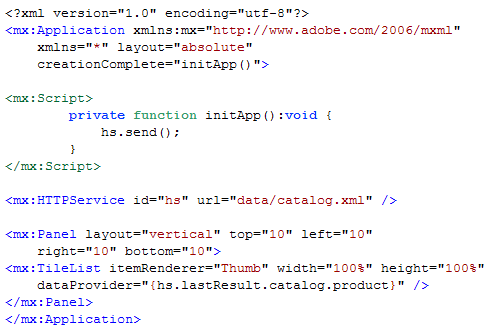 <?xml version="1.0" encoding="utf-8"?>
<mx:Application xmlns:mx="http://www.adobe.com/2006/mxml"
    xmlns="*" layout="absolute"
    creationComplete="initApp()">

<mx:Script>
        private function initApp():void {
            hs.send();
        }
</mx:Script>

<mx:HTTPService id="hs" url="data/catalog.xml" />

<mx:Panel layout="vertical" top="10" left="10"
    right="10" bottom="10">
<mx:TileList itemRenderer="Thumb" width="100%" height="100%"
    dataProvider="{hs.lastResult.catalog.product}" />
</mx:Panel>
</mx:Application>